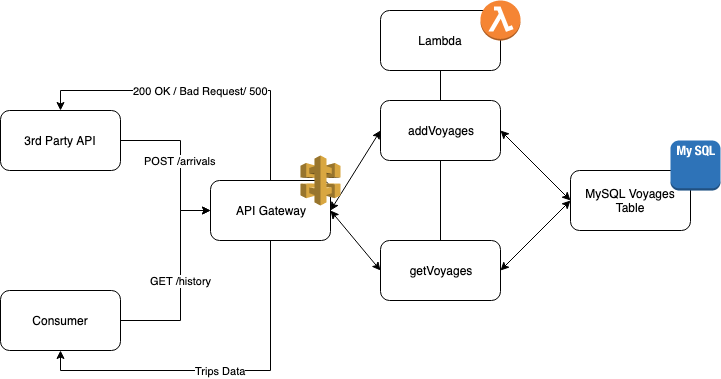 Lambda
200 OK / Bad Request/ 500
3rd Party API
addVoyages
My SQL
POST /arrivals
MySQL Voyages
Table
API Gateway
GET /history
getVoyages
Consumer
Trips Data